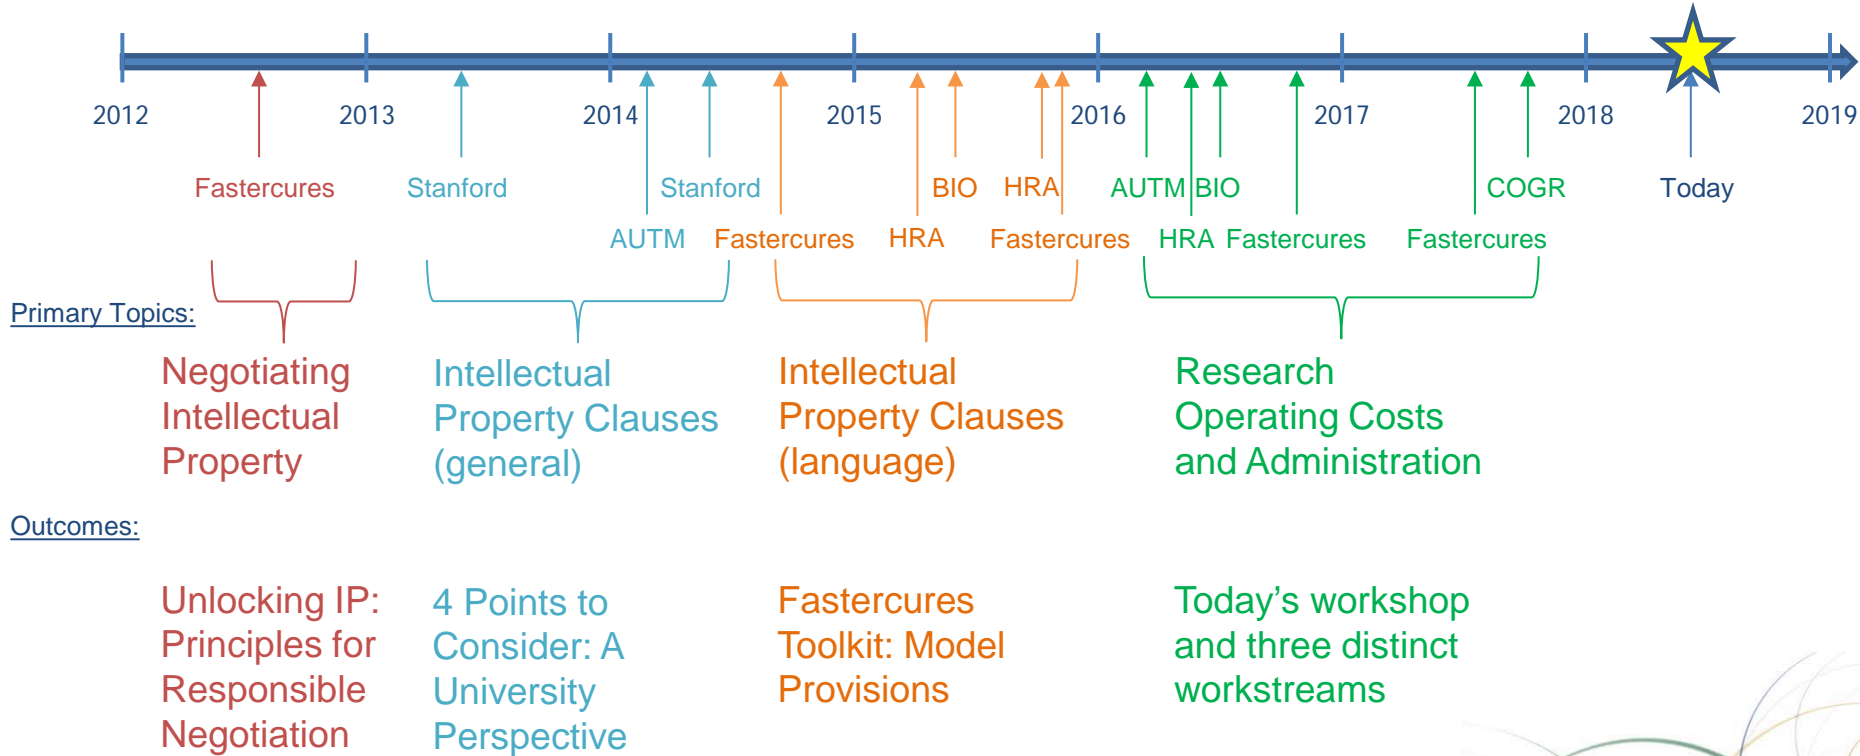 2012 2013 2014 2015 2016 2017 2018 2019
Fastercures Stanford Stanford BIO HRA AUTM BIO COGR Today
AUTM Fastercures HRA Fastercures HRA Fastercures Fastercures
Primary Topics:
Negotiating
Intellectual
Property
Intellectual
Property Clauses
(general)
Intellectual
Property Clauses
(language)
Research
Operating Costs
and Administration
Outcomes:
Unlocking IP:
Principles for
Responsible
Negotiation
4 Points to
Consider: A
University
Perspective
Fastercures
Toolkit: Model
Provisions
Today's workshop
and three distinct
workstreams